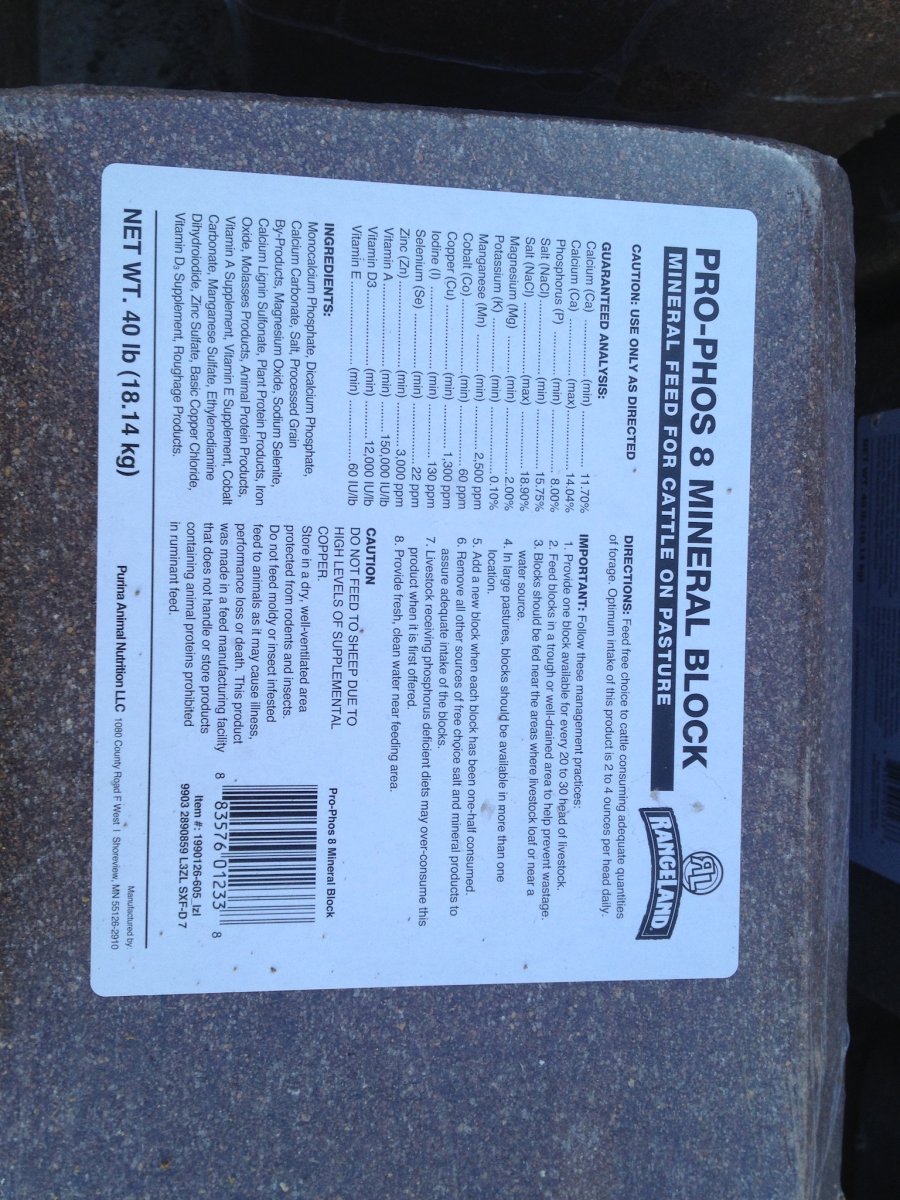 PRO-PHOS 8 MINERAL BLOCK
MINERAL FEED FOR CATTLE ON PASTURE
RL
RANGELAND
CAUTION: USE ONLY AS DIRECTED
GUARANTEED ANALYSIS:
Calcium (Ca) (min) 11.70%
Calcium (Ca) (max) 14.04%
Phosphorus (P) (min) 8.00%
Salt (NaCl) (min) 15.75%
Salt (NaCl) (max) 18.90%
Magnesium (Mg) (min) 2.00%
Potassium (K) (min) 0.10%
Manganese (Mn) (min) 2,500 ppm
Cobalt (Co) (min) 60 ppm
Copper (Cu) (min) 1,300 ppm
Iodine (I) (min) 130 ppm
Selenium (Se) (min) 22 ppm
Zinc (Zn) (min) 3,000 ppm
Vitamin A (min) 150,000 IU/lb
Vitamin D3 (min) 12,000 IU/lb
Vitamin E (min) 60 IU/lb
INGREDIENTS:
Monocalcium Phosphate, Dicalcium Phosphate,
Calcium Carbonate, Salt, Processed Grain
By-Products, Magnesium Oxide, Sodium Selenite,
Calcium Lignin Sulfonate, Plant Protein Products, Iron
Oxide, Molasses Products, Animal Protein Products,
Vitamin A Supplement, Vitamin E Supplement, Cobalt
Carbonate, Manganese Sulfate, Ethylenediamine
Dihydroiodide, Zinc Sulfate, Basic Copper Chloride,
Vitamin D3 Supplement, Roughage Products.
DIRECTIONS: Feed free choice to cattle consuming adequate quantities
of forage. Optimum intake of this product is 2 to 4 ounces per head daily.
IMPORTANT: Follow these management practices:
1. Provide one block available for every 20 to 30 head of livestock.
2. Feed blocks in a trough or well-drained area to help prevent wastage.
3. Blocks should be fed near the areas where livestock loaf or near a
water source.
4. In large pastures, blocks should be available in more than one
location.
5. Add a new block when each block has been one-half consumed.
6. Remove all other sources of free choice salt and mineral products to
assure adequate intake of the blocks.
7. Livestock receiving phosphorus deficient diets may over-consume this
product when it is first offered.
8. Provide fresh, clean water near feeding area.
CAUTION
DO NOT FEED TO SHEEP DUE TO
HIGH LEVELS OF SUPPLEMENTAL
COPPER.
Store in a dry, well-ventilated area
protected from rodents and insects.
Do not feed moldy or insect infested
feed to animals as it may cause illness,
performance loss or death. This product
was made in a feed manufacturing facility
that does not handle or store products
containing animal proteins prohibited
in ruminant feed.
Pro-Phos 8 Mineral Block
8 83576 01233 8
Item #: 1990126-605 Izl
9903 2890859 L3ZL SXF-D 7
NET WT. 40 lb (18.14 kg)
Manufactured by:
Purina Animal Nutrition LLC 1080 County Road F West | Shoreview, MN 55126-2910